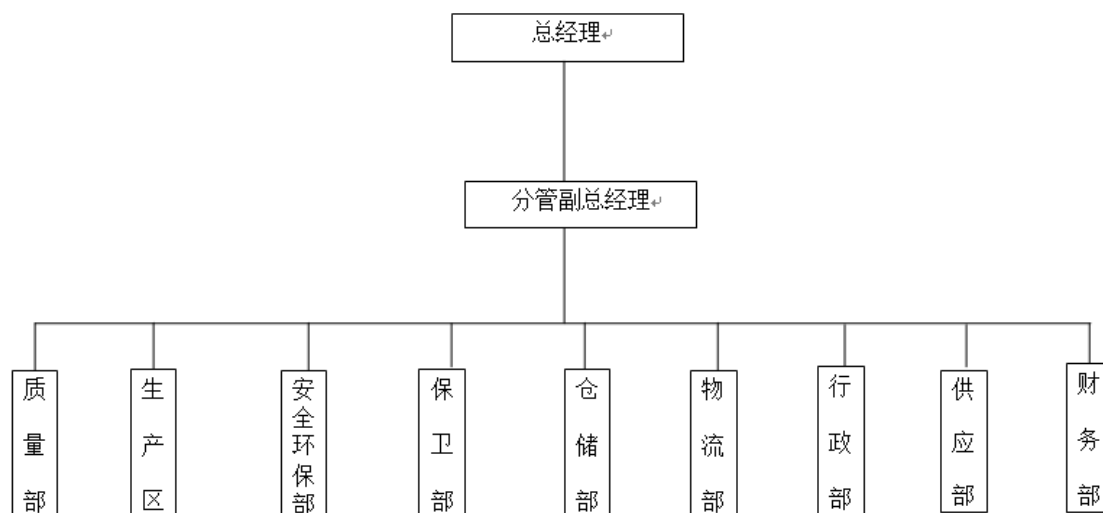 总经理
分管副总经理
质量部
生产区
安全环保部
保卫部
仓储部
物流部
行政部
供应部
财务部